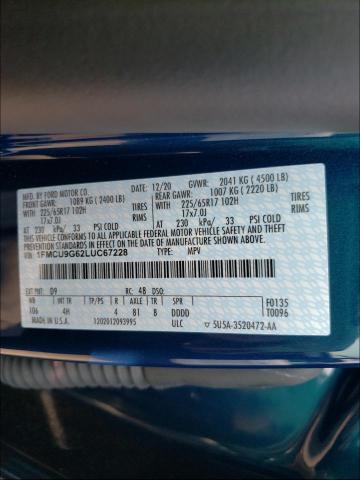 MFD. BY FORD MOTOR CO.
DATE: 12/20 GVWR: 2041 KG ( 4500 LB)
FRONT GAWR: 1089 KG ( 2400 LB) REAR GAWR: 1007 KG ( 2220 LB)
225/65R17 102H TIRES 225/65R17 102H TIRES
17x7.0J RIMS 17x7.0J RIMS
AT 230 kPa/ 33 PSI COLD AT 230 kPa/ 33 PSI COLD
THIS VEHICLE CONFORMS TO ALL APPLICABLE FEDERAL MOTOR
VEHICLE SAFETY, BUMPER, AND THEFT PREVENTION STANDARDS
IN EFFECT ON THE DATE OF MANUFACTURE SHOWN ABOVE.
VIN: 1FMCU9G62LUC67228 TYPE: MPV
EXT PNT: D9 RC: 4B DSO:
WB INT TR TP/PS R AXLE TR SPR F0135
106 4H 4 81 B DDDD T0096
MADE IN U.S.A. 1202012093995 ULC 5U5A-3520472-AA